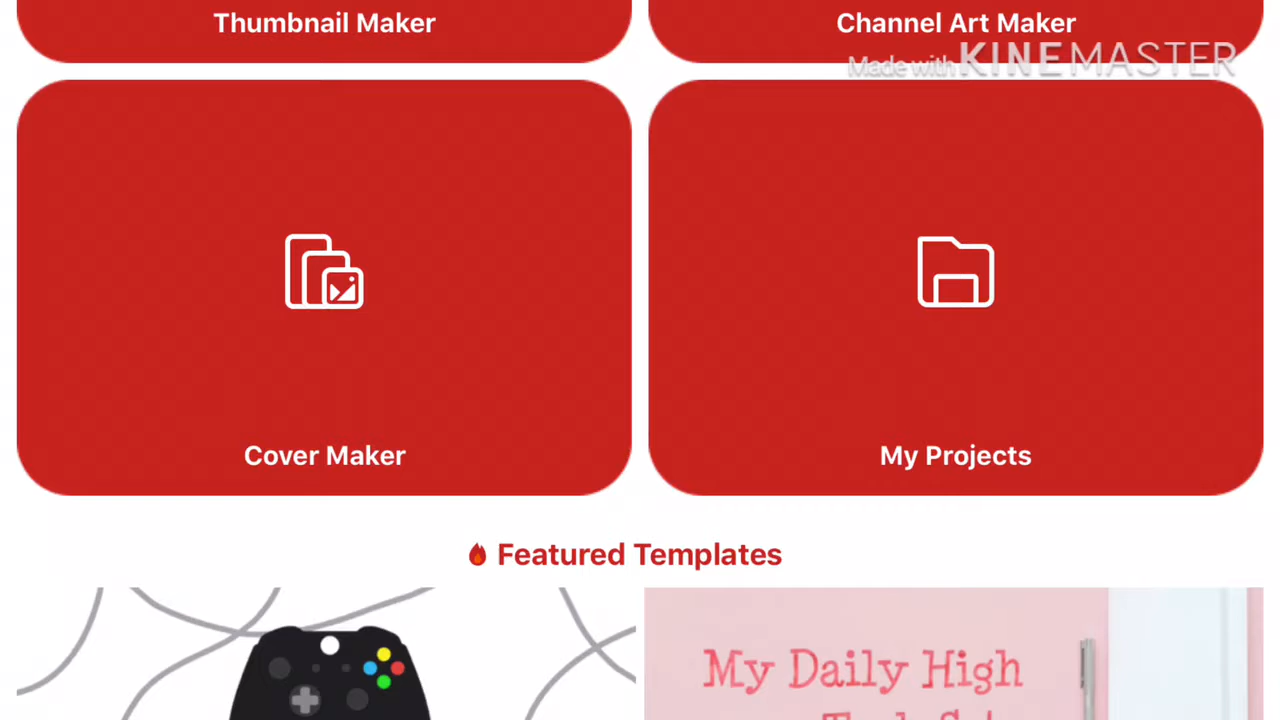 Thumbnail Maker
Channel Art Maker
Made with KINEMASTER
Cover Maker
My Projects
Featured Templates
My Daily High